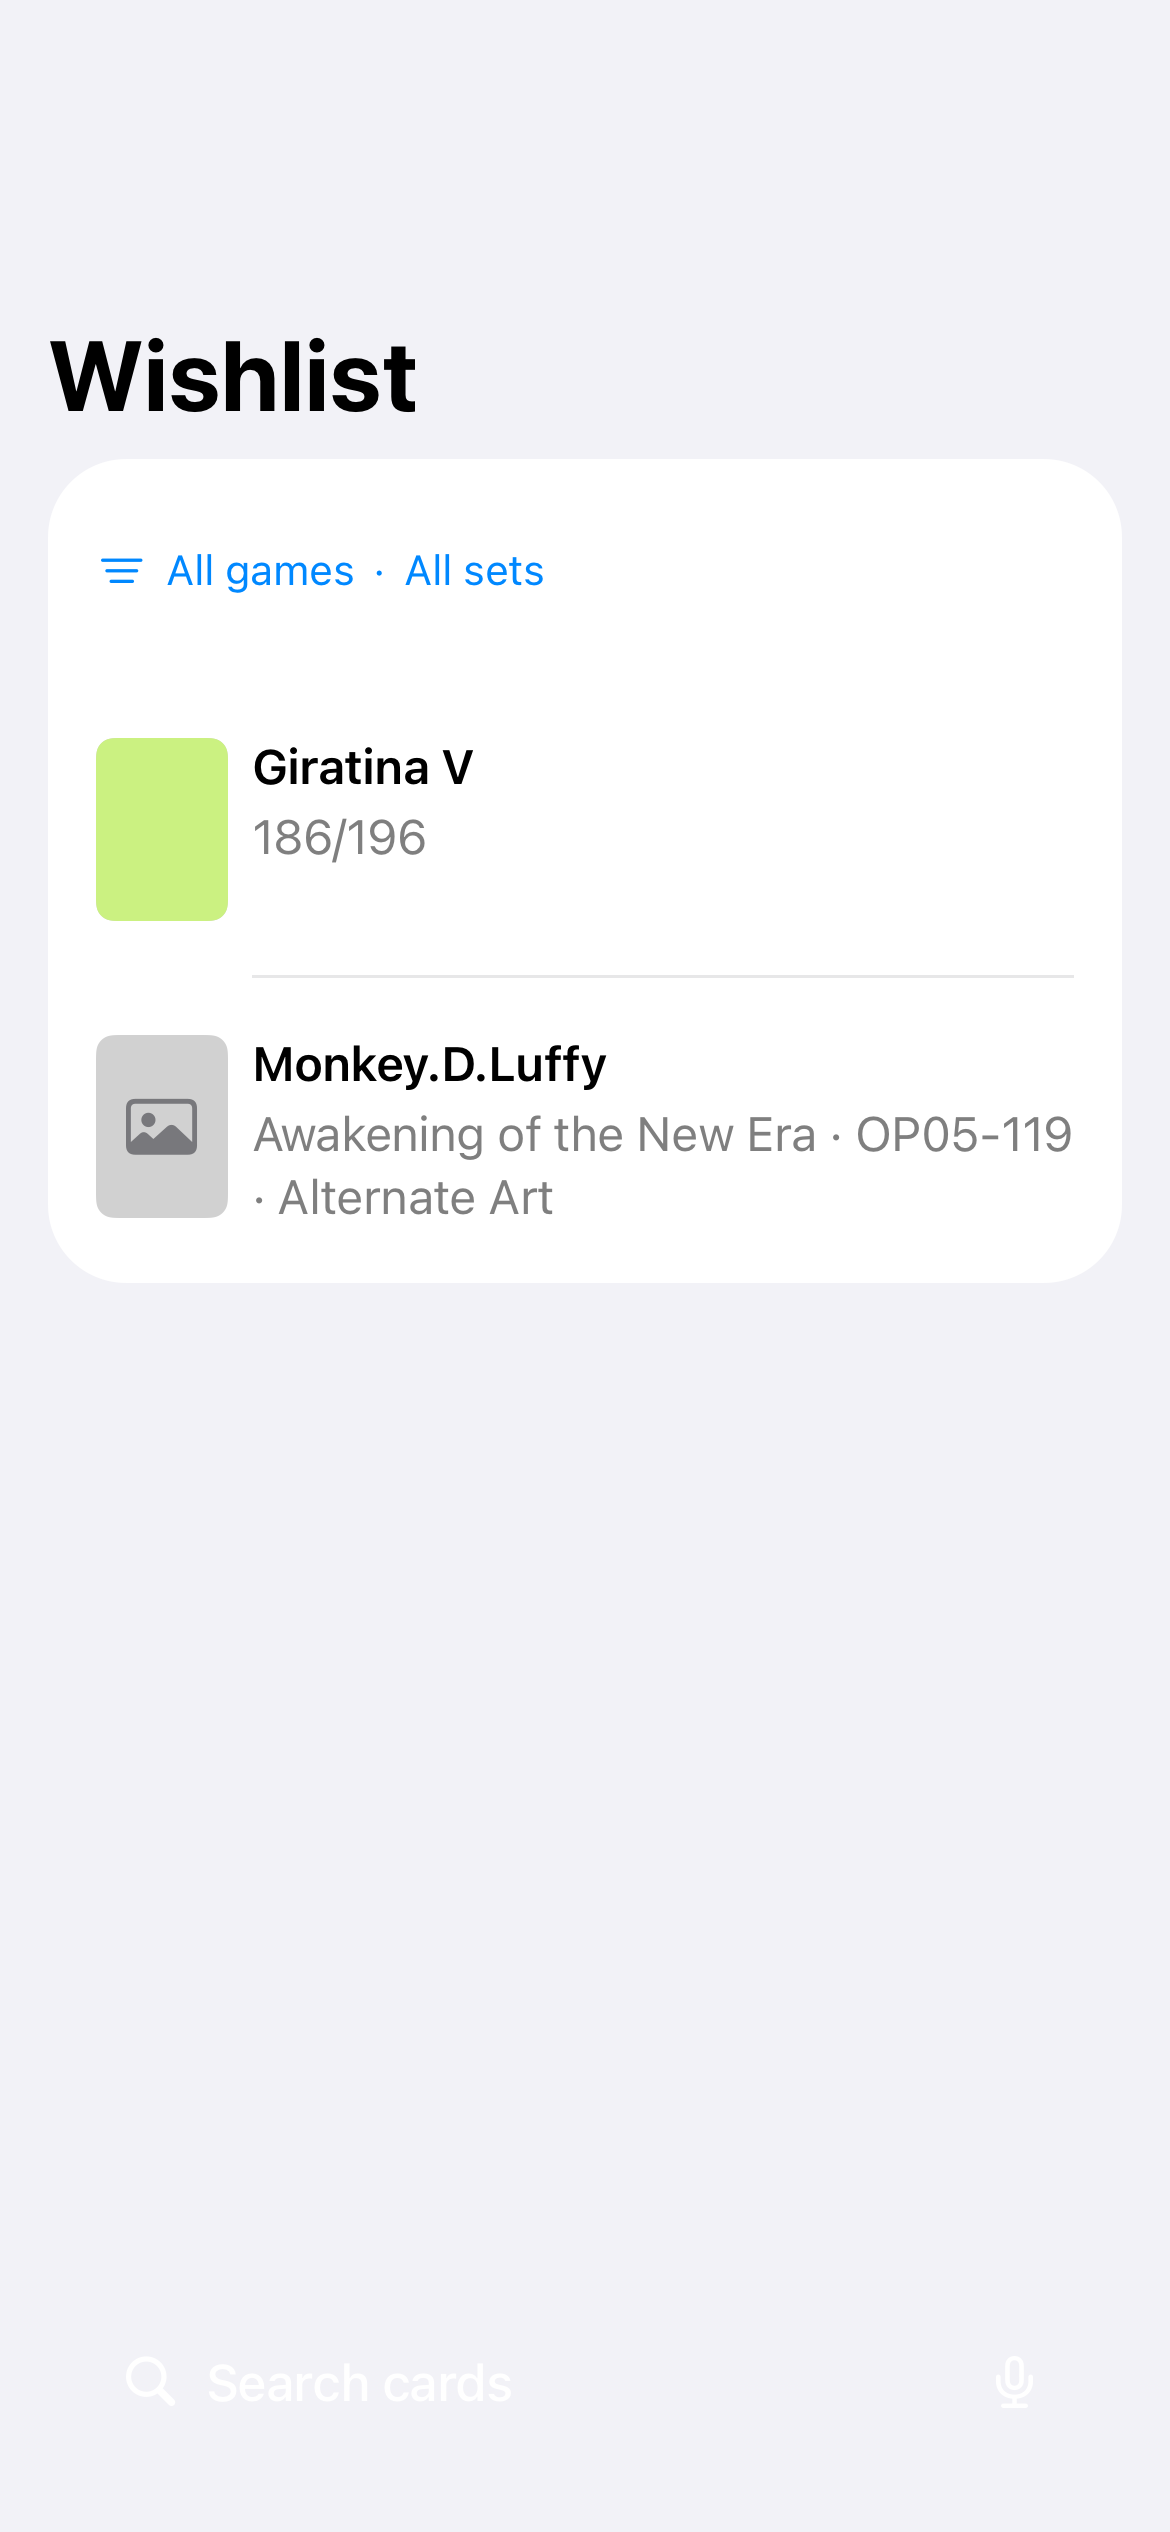 Wishlist
All games · All sets
Giratina V
186/196
Monkey.D.Luffy
Awakening of the New Era · OP05-119
· Alternate Art
Search cards